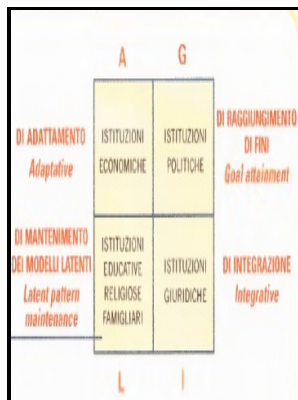 A G
DI ADATTAMENTO
Adaptative
ISTITUZIONI
ECONOMICHE
ISTITUZIONI
POLITICHE
DI RAGGIUNGIMENTO
DI FINI
Goal attaiment
DI MANTENIMENTO
DEI MODELLI LATENTI
Latent pattern
maintenance
ISTITUZIONI
EDUCATIVE
RELIGIOSE
FAMIGLIARI
ISTITUZIONI
GIURIDICHE
DI INTEGRAZIONE
Integrative
L I